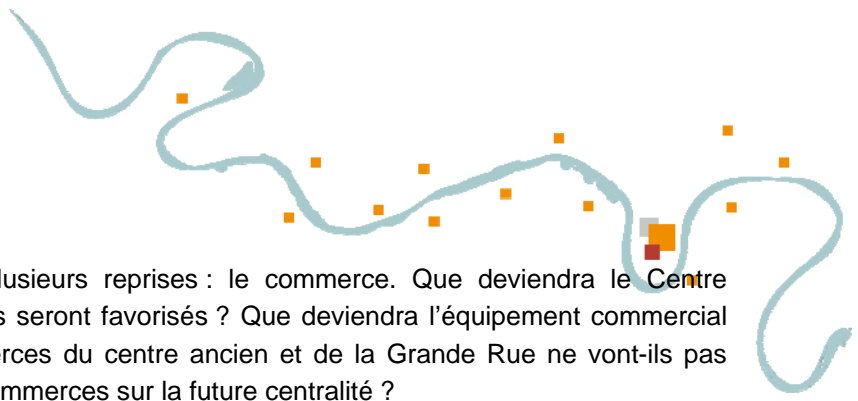 lusieurs reprises : le commerce. Que deviendra le Centre
s seront favorisés ? Que deviendra l'équipement commercial
erces du centre ancien et de la Grande Rue ne vont-ils pas
mmerces sur la future centralité ?